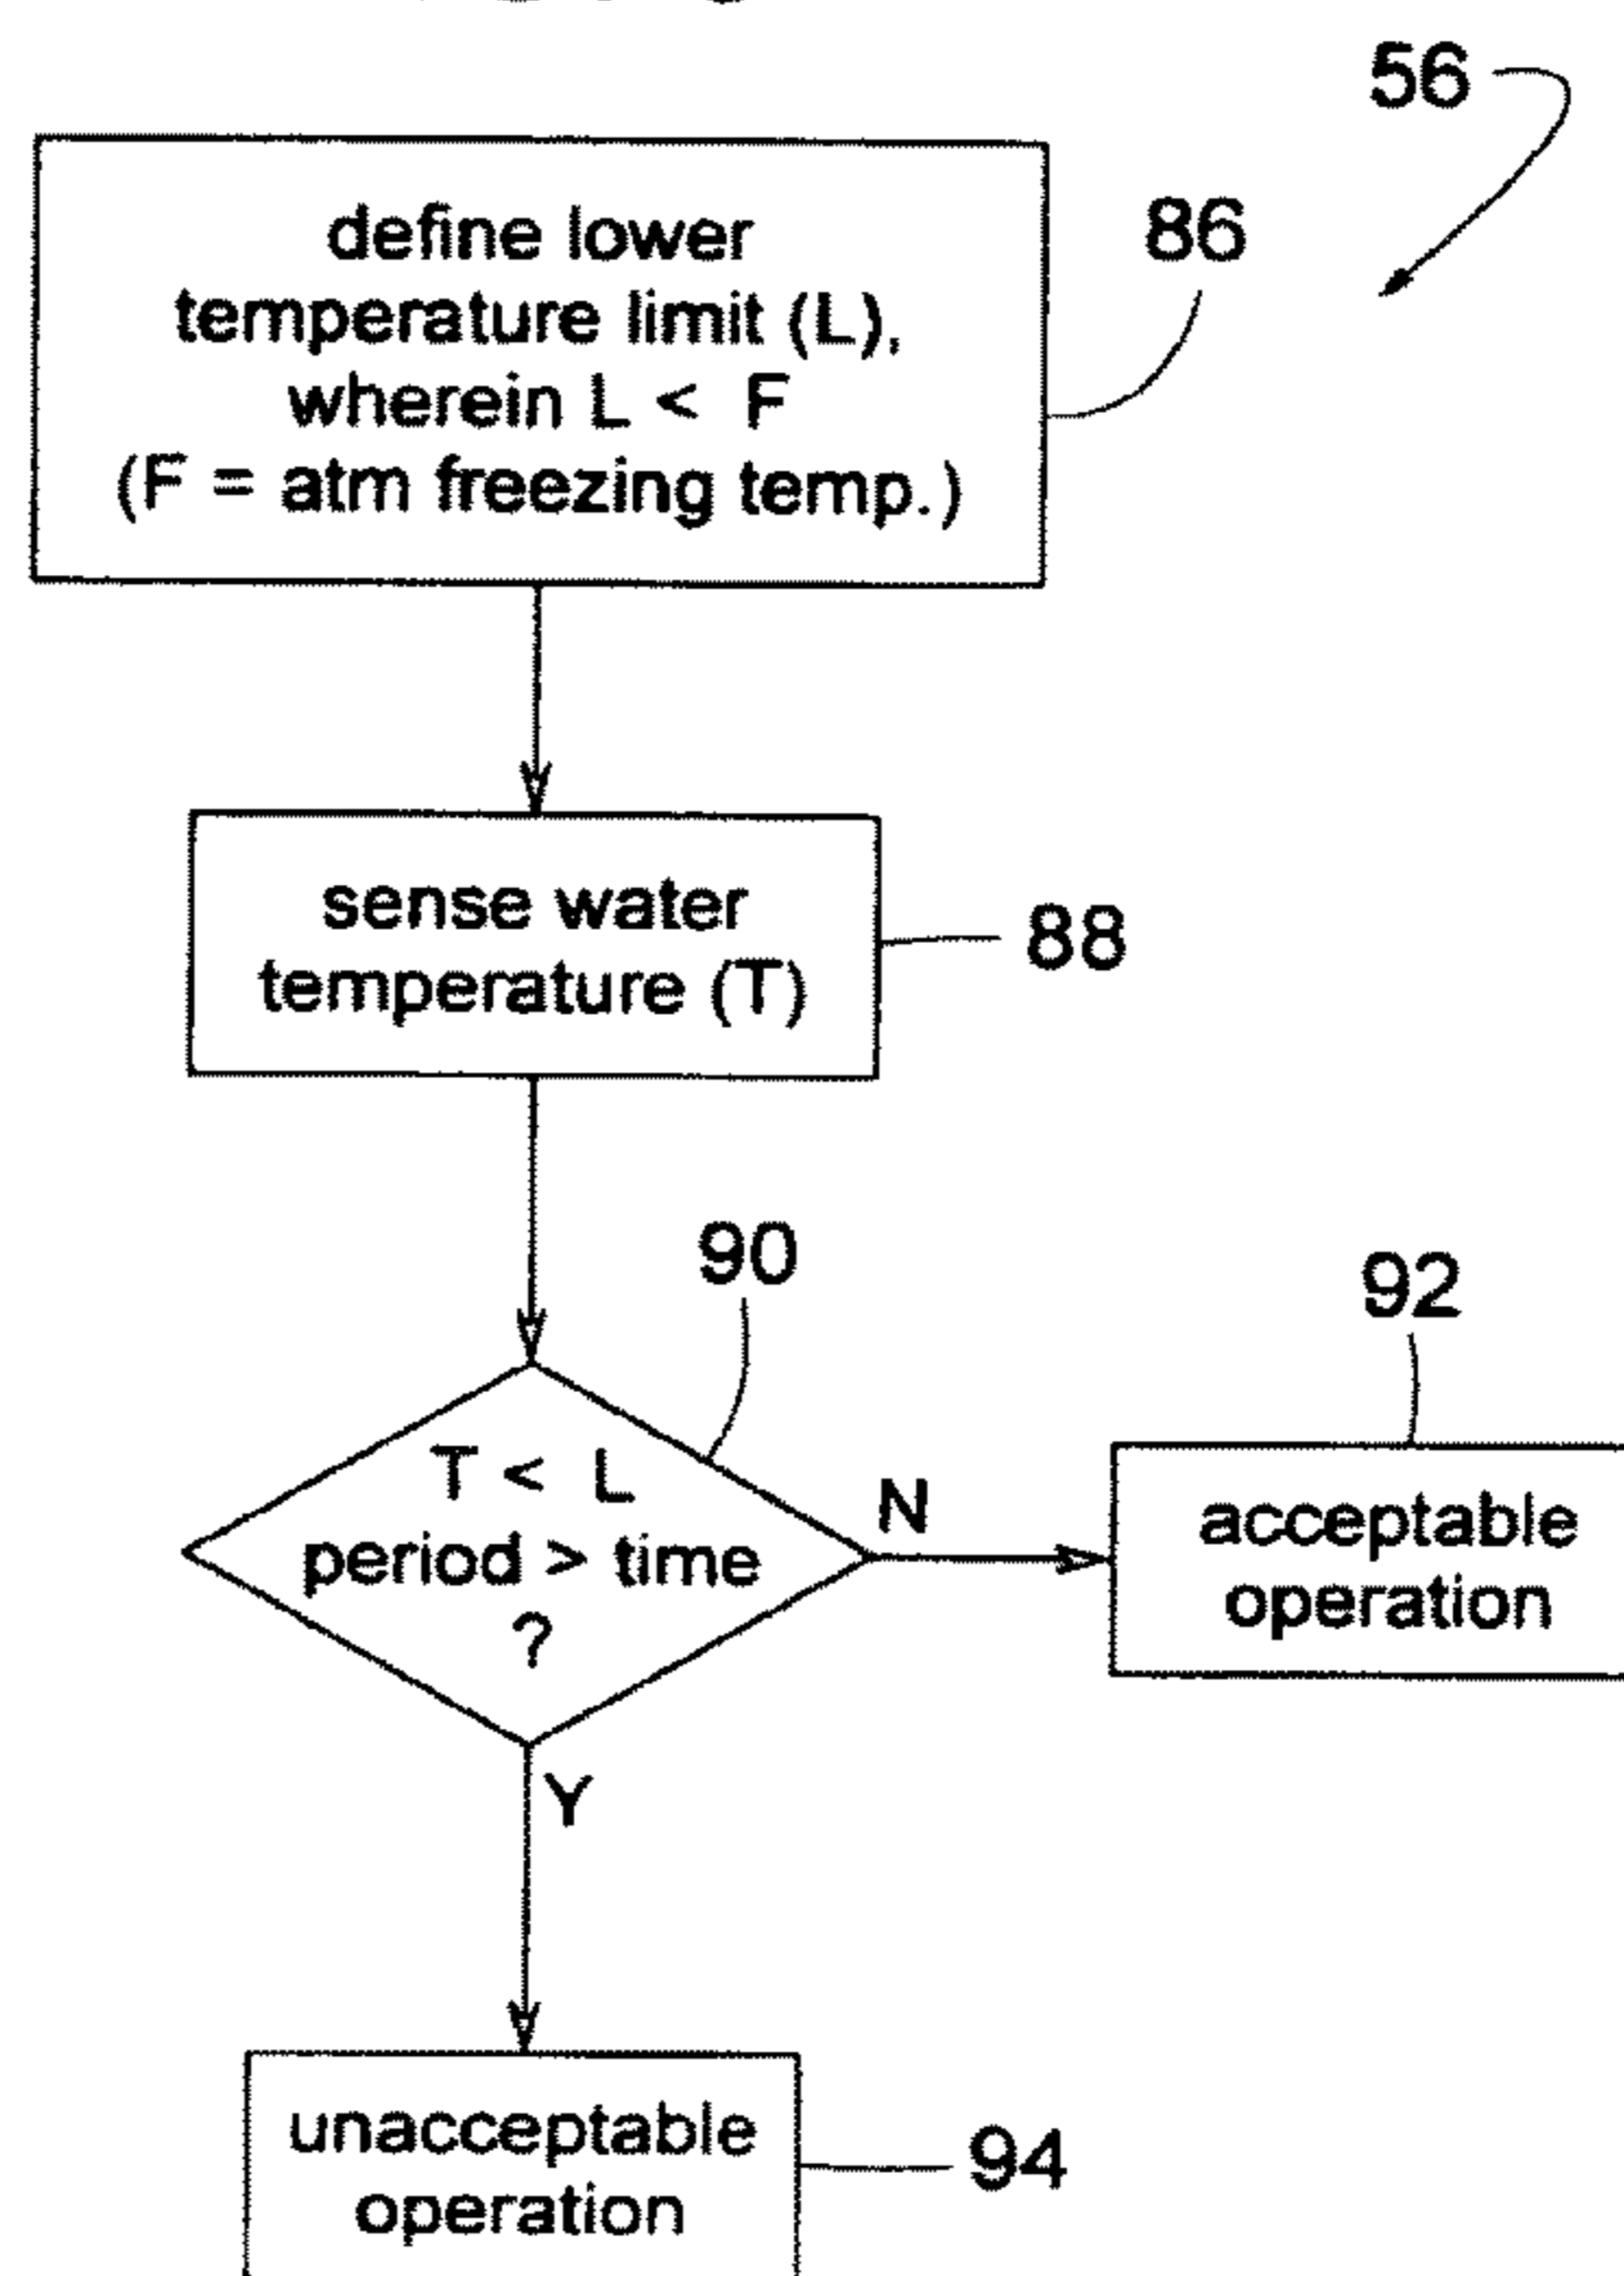 56
define lower
temperature limit (L),
wherein L < F
(F = atm freezing temp.)
86
sense water
temperature (T)
88
90
T < L
period > time
?
N
92
acceptable
operation
Y
unacceptable
operation
94